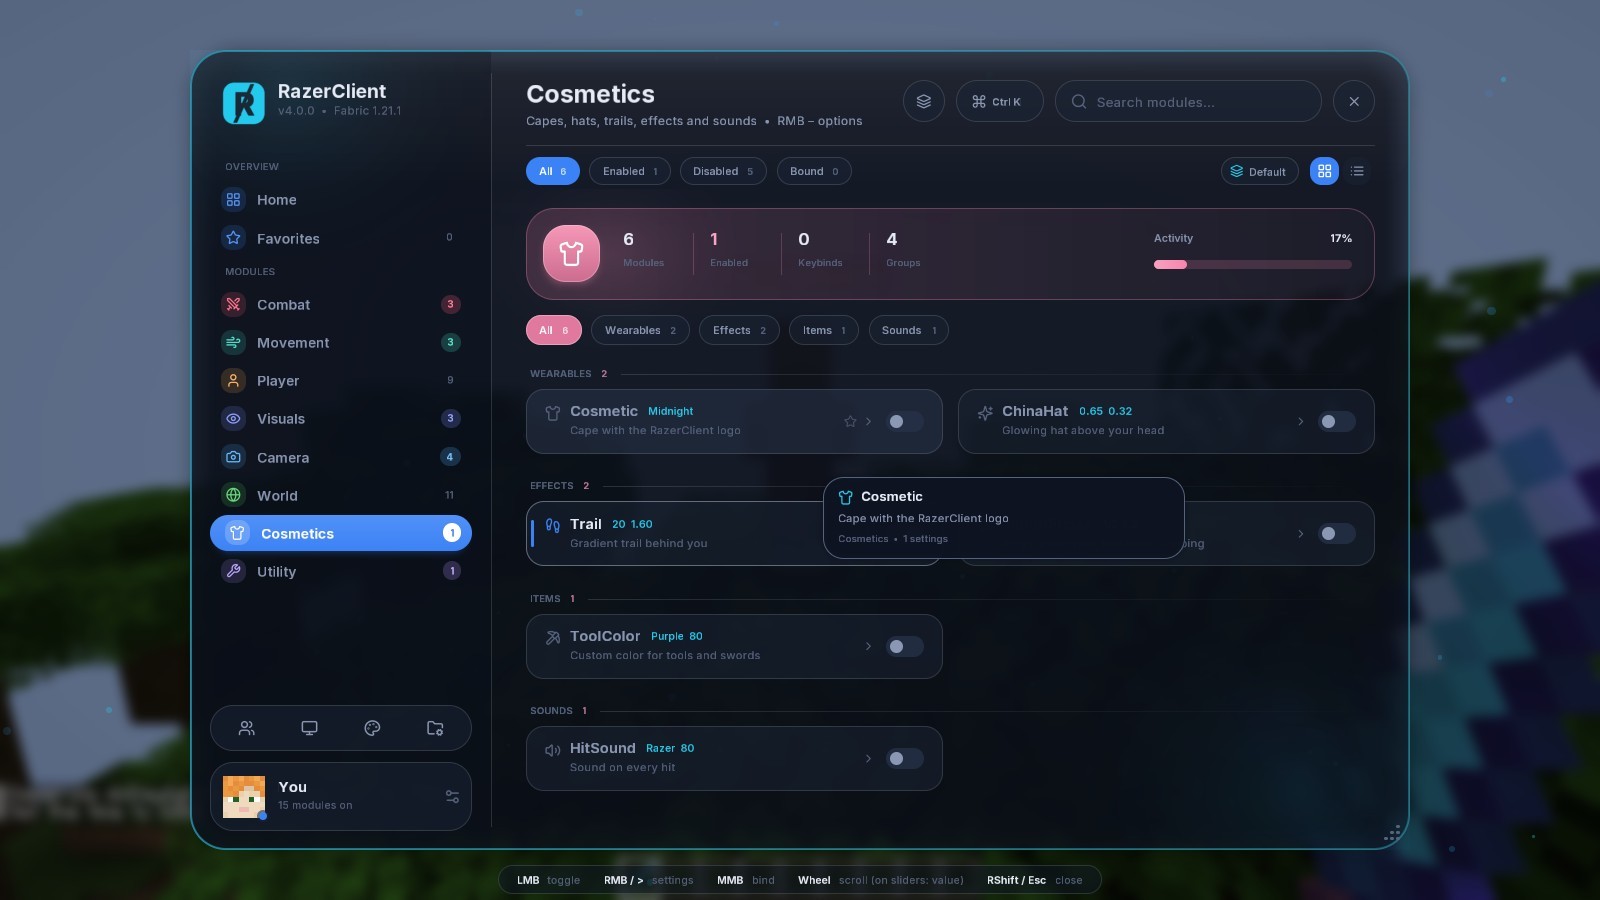 RazerClient
v4.0.0 • Fabric 1.21.1
OVERVIEW
Home
Favorites 0
MODULES
Combat 3
Movement 3
Player 9
Visuals 3
Camera 4
World 11
Cosmetics 1
Utility 1
You
15 modules on
Cosmetics
Capes, hats, trails, effects and sounds • RMB – options
Ctrl K
Search modules...
All 6 Enabled 1 Disabled 5 Bound 0
Default
6 1 0 4
Modules Enabled Keybinds Groups
Activity 17%
All 6 Wearables 2 Effects 2 Items 1 Sounds 1
WEARABLES 2
Cosmetic Midnight
Cape with the RazerClient logo
ChinaHat 0.65 0.32
Glowing hat above your head
EFFECTS 2
Trail 20 1.60
Gradient trail behind you
Cosmetic
Cape with the RazerClient logo
Cosmetics • 1 settings
ITEMS 1
ToolColor Purple 80
Custom color for tools and swords
SOUNDS 1
HitSound Razer 80
Sound on every hit
LMB toggle RMB / > settings MMB bind Wheel scroll (on sliders: value) RShift / Esc close